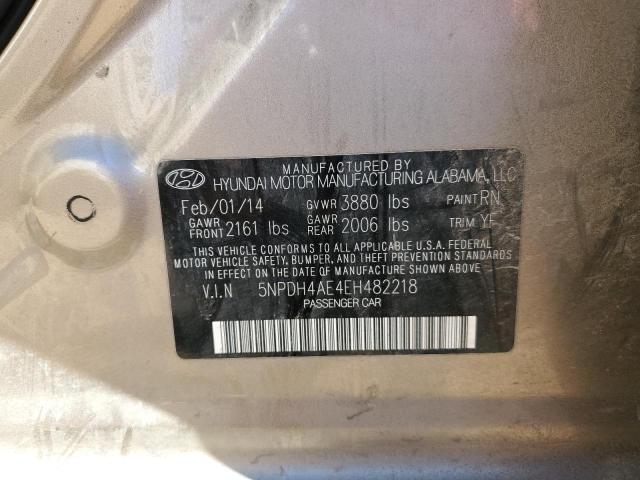 MANUFACTURED BY
HYUNDAI MOTOR MANUFACTURING ALABAMA, LLC
Feb/01/14 GVWR 3880 lbs PAINT RN
GAWR FRONT 2161 lbs GAWR REAR 2006 lbs TRIM YF
THIS VEHICLE CONFORMS TO ALL APPLICABLE U.S.A. FEDERAL
MOTOR VEHICLE SAFETY, BUMPER, AND THEFT PREVENTION STANDARDS
IN EFFECT ON THE DATE OF MANUFACTURE SHOWN ABOVE.
V.I.N 5NPDH4AE4EH482218
PASSENGER CAR